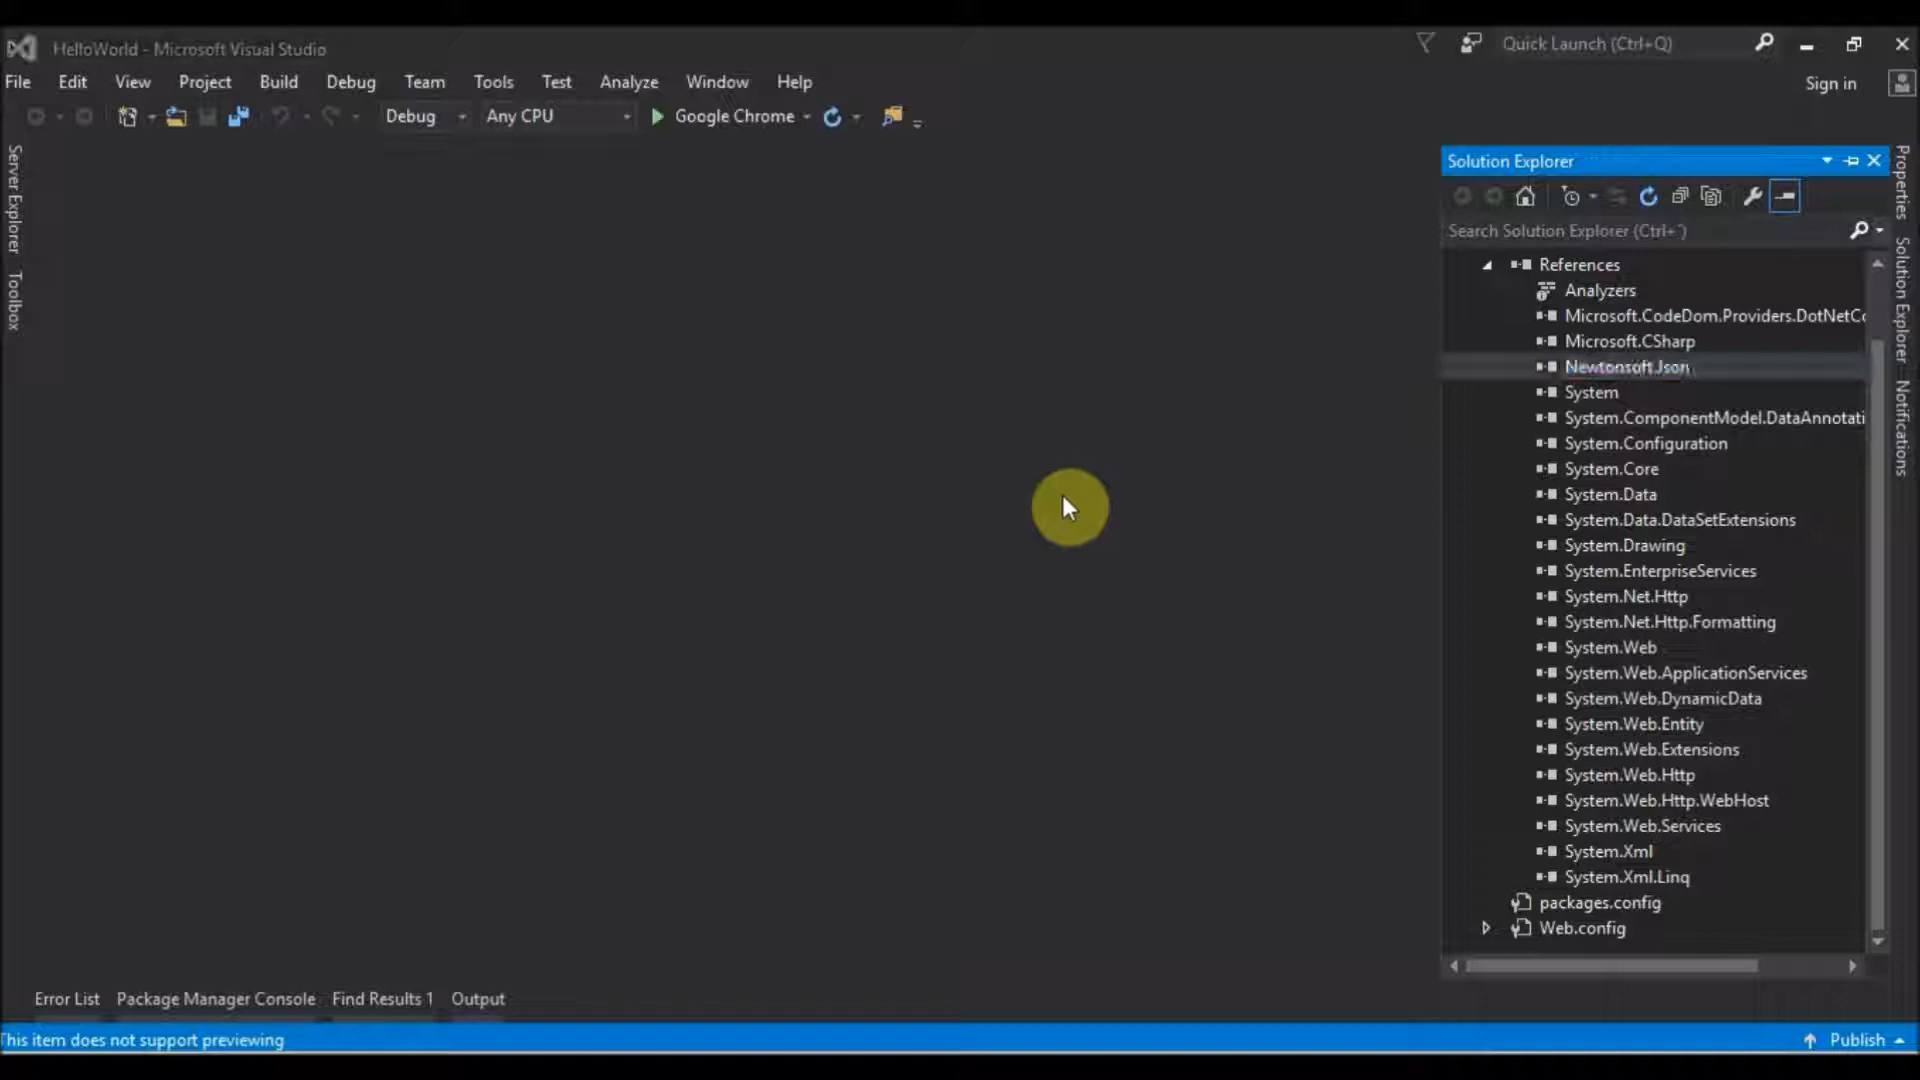 HelloWorld - Microsoft Visual Studio
Quick Launch (Ctrl+Q)
File Edit View Project Build Debug Team Tools Test Analyze Window Help
Sign in
Debug Any CPU Google Chrome
Server Explorer
Toolbox
Solution Explorer
Search Solution Explorer (Ctrl+¨)
References
Analyzers
Microsoft.CodeDom.Providers.DotNetCo
Microsoft.CSharp
Newtonsoft.Json
System
System.ComponentModel.DataAnnotati
System.Configuration
System.Core
System.Data
System.Data.DataSetExtensions
System.Drawing
System.EnterpriseServices
System.Net.Http
System.Net.Http.Formatting
System.Web
System.Web.ApplicationServices
System.Web.DynamicData
System.Web.Entity
System.Web.Extensions
System.Web.Http
System.Web.Http.WebHost
System.Web.Services
System.Xml
System.Xml.Linq
packages.config
Web.config
Properties
Solution Explorer
Notifications
Error List Package Manager Console Find Results 1 Output
This item does not support previewing
Publish